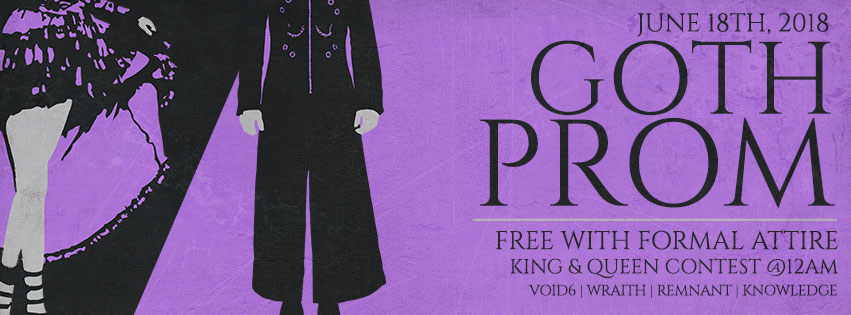 JUNE 18TH, 2018
GOTH
PROM
FREE WITH FORMAL ATTIRE
KING & QUEEN CONTEST @12AM
VOID6 | WRAITH | REMNANT | KNOWLEDGE